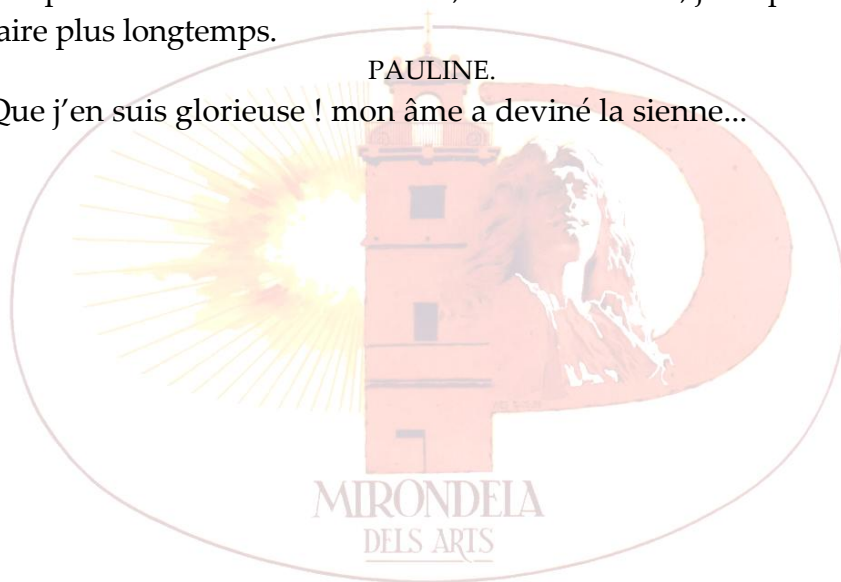 aire plus longtemps.
PAULINE.
Que j’en suis glorieuse ! mon âme a deviné la sienne...
MIRONDELA
DELS ARTS